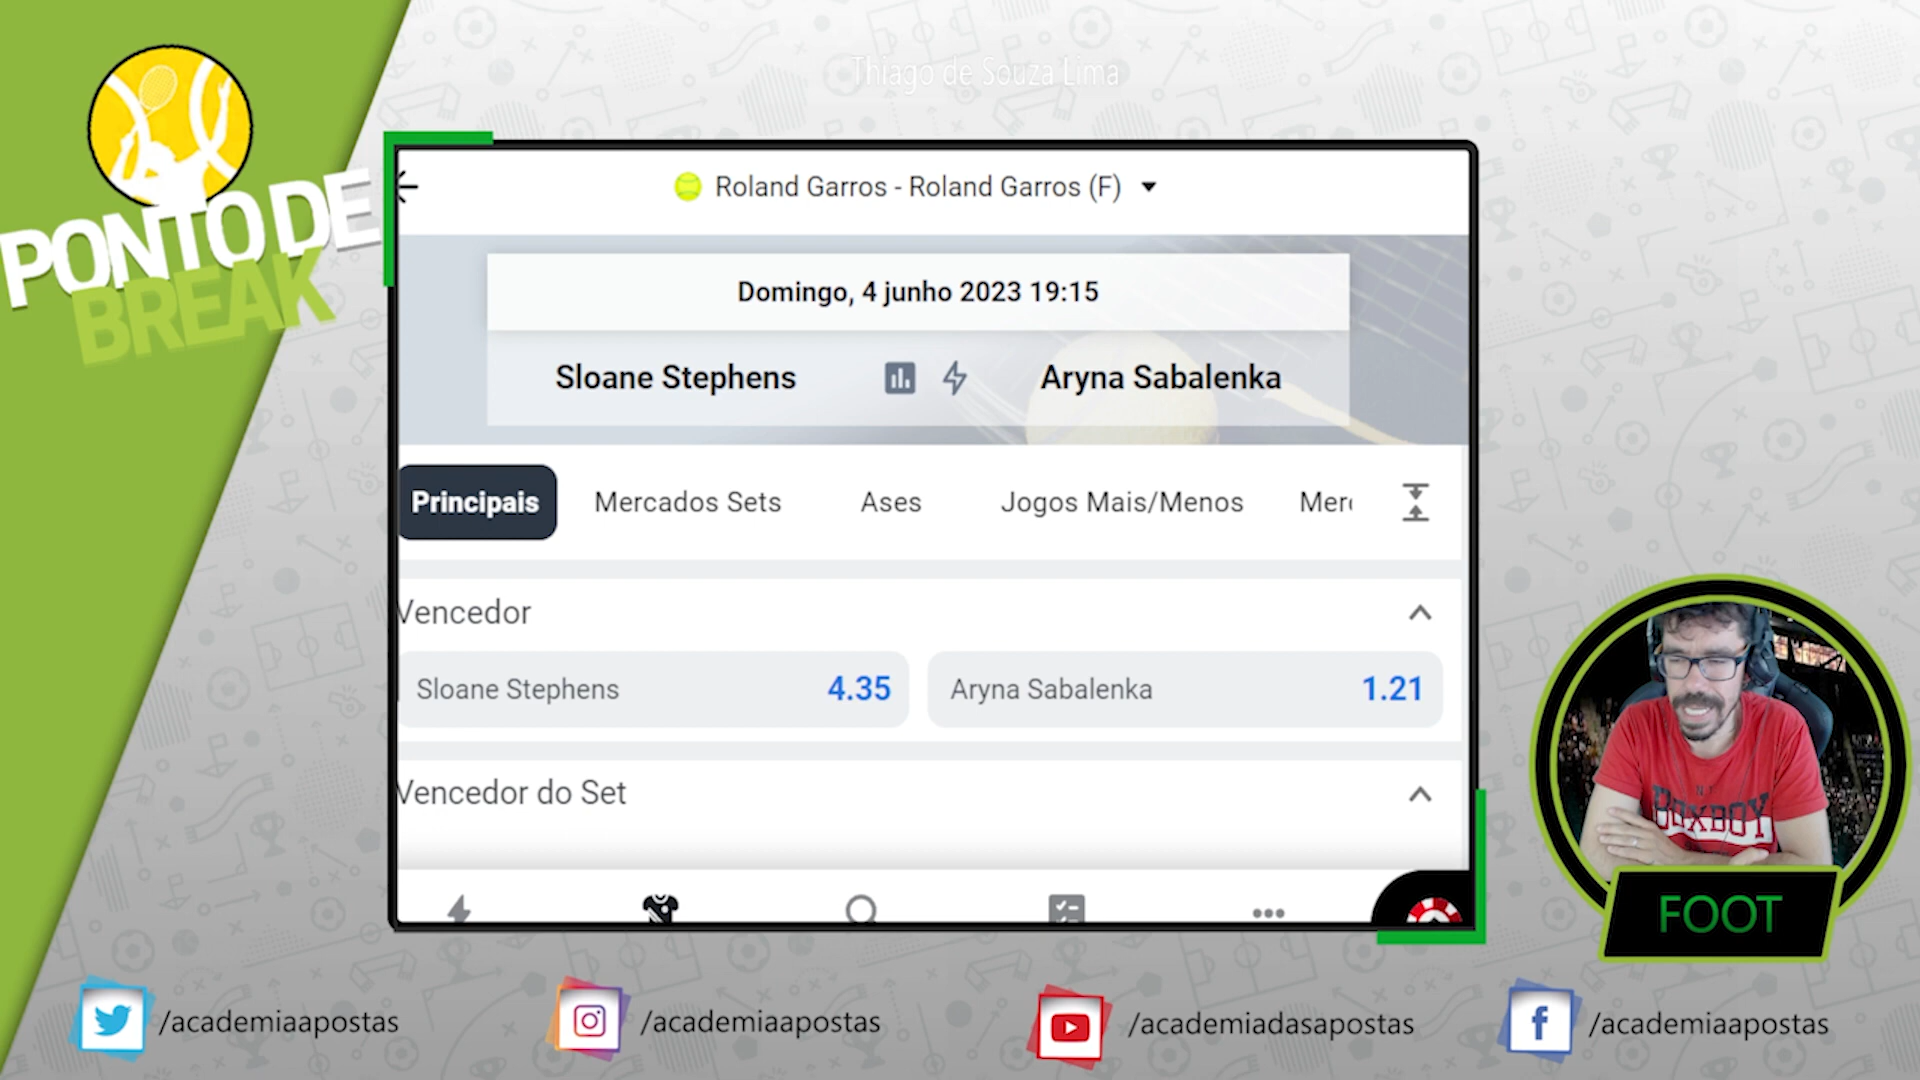 Thiago de Souza Lima
PONTO DE
BREAK
Roland Garros - Roland Garros (F)
Domingo, 4 junho 2023 19:15
Sloane Stephens
Aryna Sabalenka
Principais
Mercados Sets
Ases
Jogos Mais/Menos
Merc
Vencedor
Sloane Stephens 4.35
Aryna Sabalenka 1.21
Vencedor do Set
BOXBOY
FOOT
/academiaapostas
/academiaapostas
/academiadasapostas
/academiaapostas